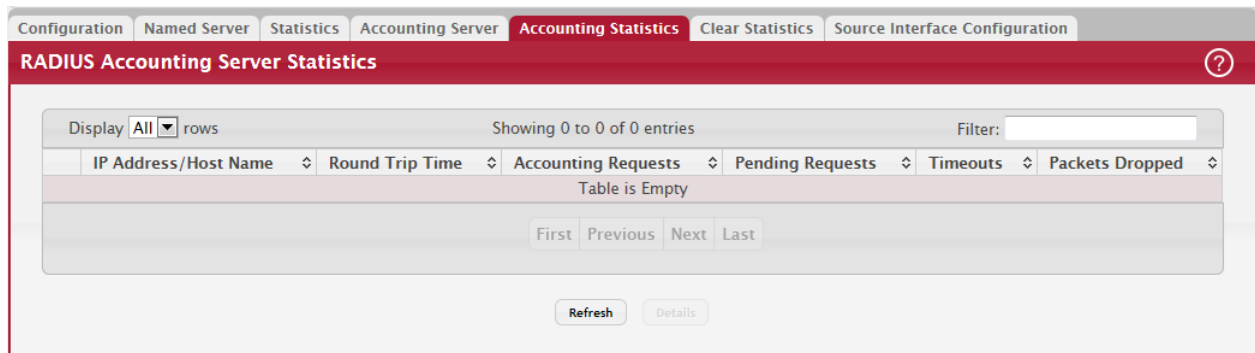 Configuration Named Server Statistics Accounting Server Accounting Statistics Clear Statistics Source Interface Configuration
RADIUS Accounting Server Statistics ?
Display All rows Showing 0 to 0 of 0 entries Filter:
IP Address/Host Name Round Trip Time Accounting Requests Pending Requests Timeouts Packets Dropped
Table is Empty
First Previous Next Last
Refresh Details